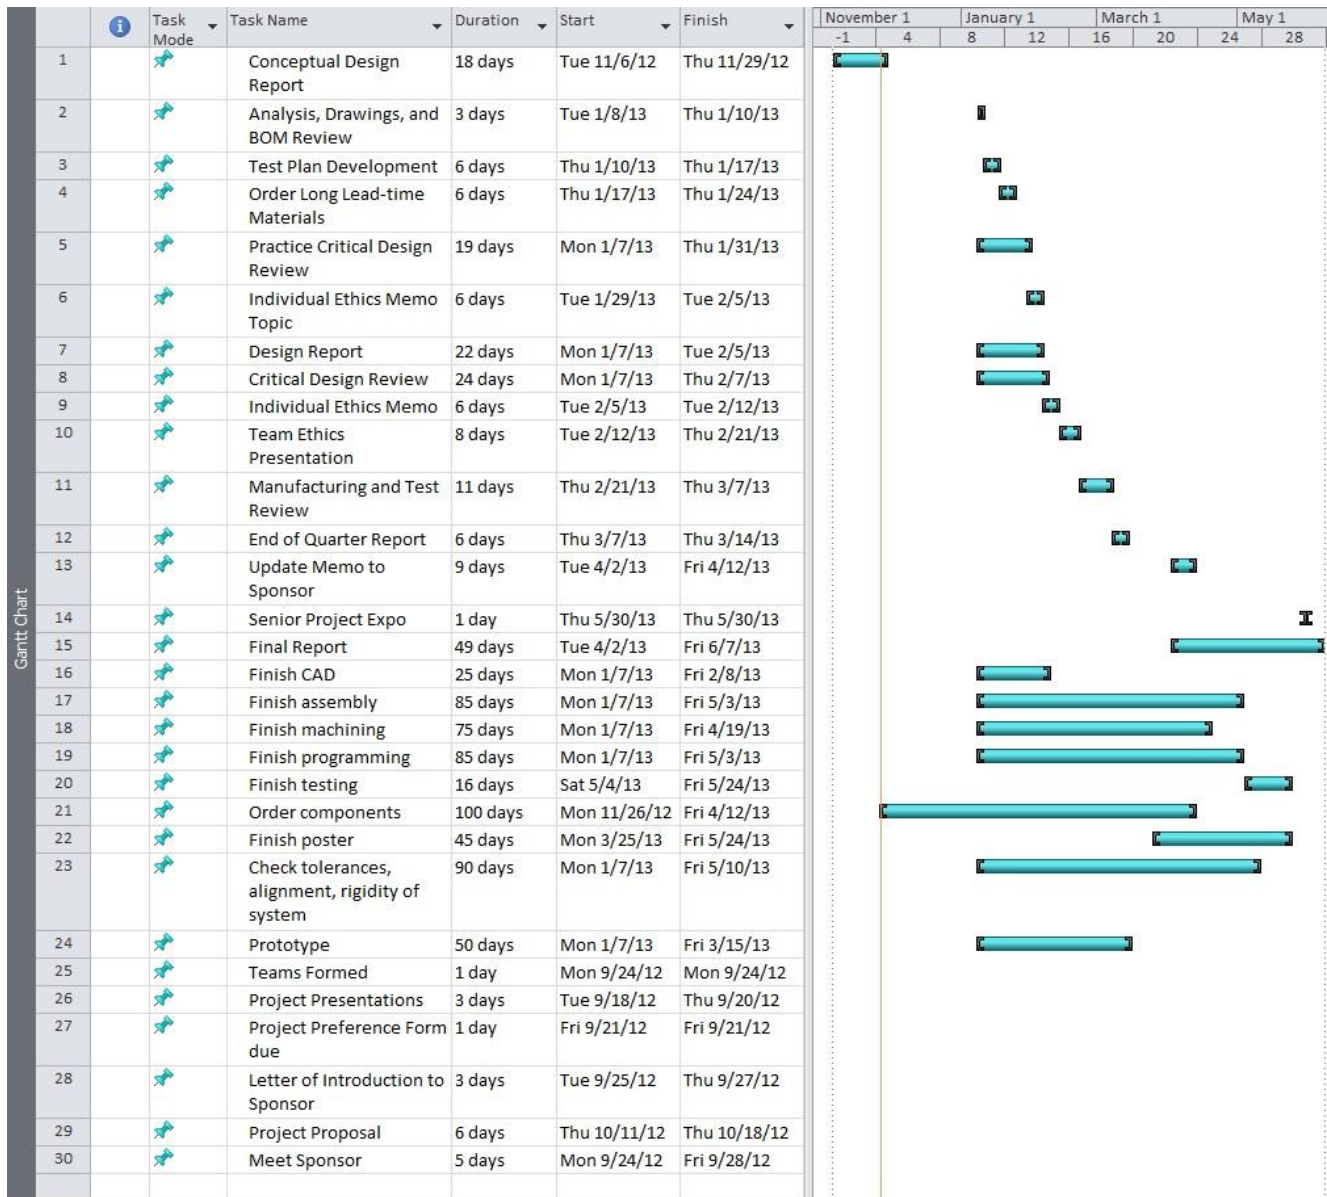 Task Mode Task Name Duration Start Finish November 1 January 1 March 1 May 1
-1 4 8 12 16 20 24 28
Gantt Chart
1 Conceptual Design 18 days Tue 11/6/12 Thu 11/29/12
Report
2 Analysis, Drawings, and 3 days Tue 1/8/13 Thu 1/10/13
BOM Review
3 Test Plan Development 6 days Thu 1/10/13 Thu 1/17/13
4 Order Long Lead-time 6 days Thu 1/17/13 Thu 1/24/13
Materials
5 Practice Critical Design 19 days Mon 1/7/13 Thu 1/31/13
Review
6 Individual Ethics Memo 6 days Tue 1/29/13 Tue 2/5/13
Topic
7 Design Report 22 days Mon 1/7/13 Tue 2/5/13
8 Critical Design Review 24 days Mon 1/7/13 Thu 2/7/13
9 Individual Ethics Memo 6 days Tue 2/5/13 Tue 2/12/13
10 Team Ethics 8 days Tue 2/12/13 Thu 2/21/13
Presentation
11 Manufacturing and Test 11 days Thu 2/21/13 Thu 3/7/13
Review
12 End of Quarter Report 6 days Thu 3/7/13 Thu 3/14/13
13 Update Memo to 9 days Tue 4/2/13 Fri 4/12/13
Sponsor
14 Senior Project Expo 1 day Thu 5/30/13 Thu 5/30/13
15 Final Report 49 days Tue 4/2/13 Fri 6/7/13
16 Finish CAD 25 days Mon 1/7/13 Fri 2/8/13
17 Finish assembly 85 days Mon 1/7/13 Fri 5/3/13
18 Finish machining 75 days Mon 1/7/13 Fri 4/19/13
19 Finish programming 85 days Mon 1/7/13 Fri 5/3/13
20 Finish testing 16 days Sat 5/4/13 Fri 5/24/13
21 Order components 100 days Mon 11/26/12 Fri 4/12/13
22 Finish poster 45 days Mon 3/25/13 Fri 5/24/13
23 Check tolerances, 90 days Mon 1/7/13 Fri 5/10/13
alignment, rigidity of
system
24 Prototype 50 days Mon 1/7/13 Fri 3/15/13
25 Teams Formed 1 day Mon 9/24/12 Mon 9/24/12
26 Project Presentations 3 days Tue 9/18/12 Thu 9/20/12
27 Project Preference Form 1 day Fri 9/21/12 Fri 9/21/12
due
28 Letter of Introduction to 3 days Tue 9/25/12 Thu 9/27/12
Sponsor
29 Project Proposal 6 days Thu 10/11/12 Thu 10/18/12
30 Meet Sponsor 5 days Mon 9/24/12 Fri 9/28/12